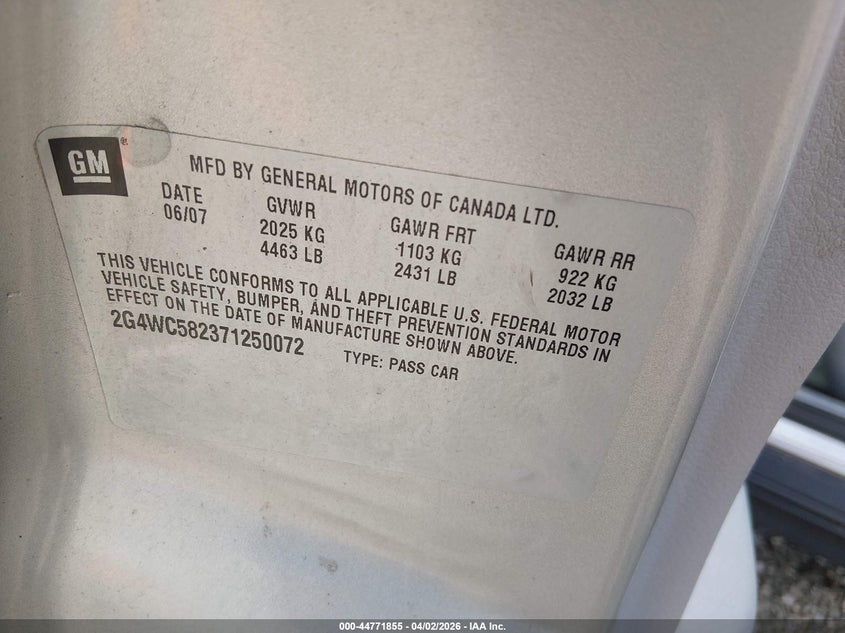 GM
MFD BY GENERAL MOTORS OF CANADA LTD.
DATE GVWR GAWR FRT GAWR RR
06/07 2025 KG 1103 KG 922 KG
4463 LB 2431 LB 2032 LB
THIS VEHICLE CONFORMS TO ALL APPLICABLE U.S. FEDERAL MOTOR
VEHICLE SAFETY, BUMPER, AND THEFT PREVENTION STANDARDS IN
EFFECT ON THE DATE OF MANUFACTURE SHOWN ABOVE.
2G4WC582371250072 TYPE: PASS CAR
000-44771855 - 04/02/2026 - IAA Inc.